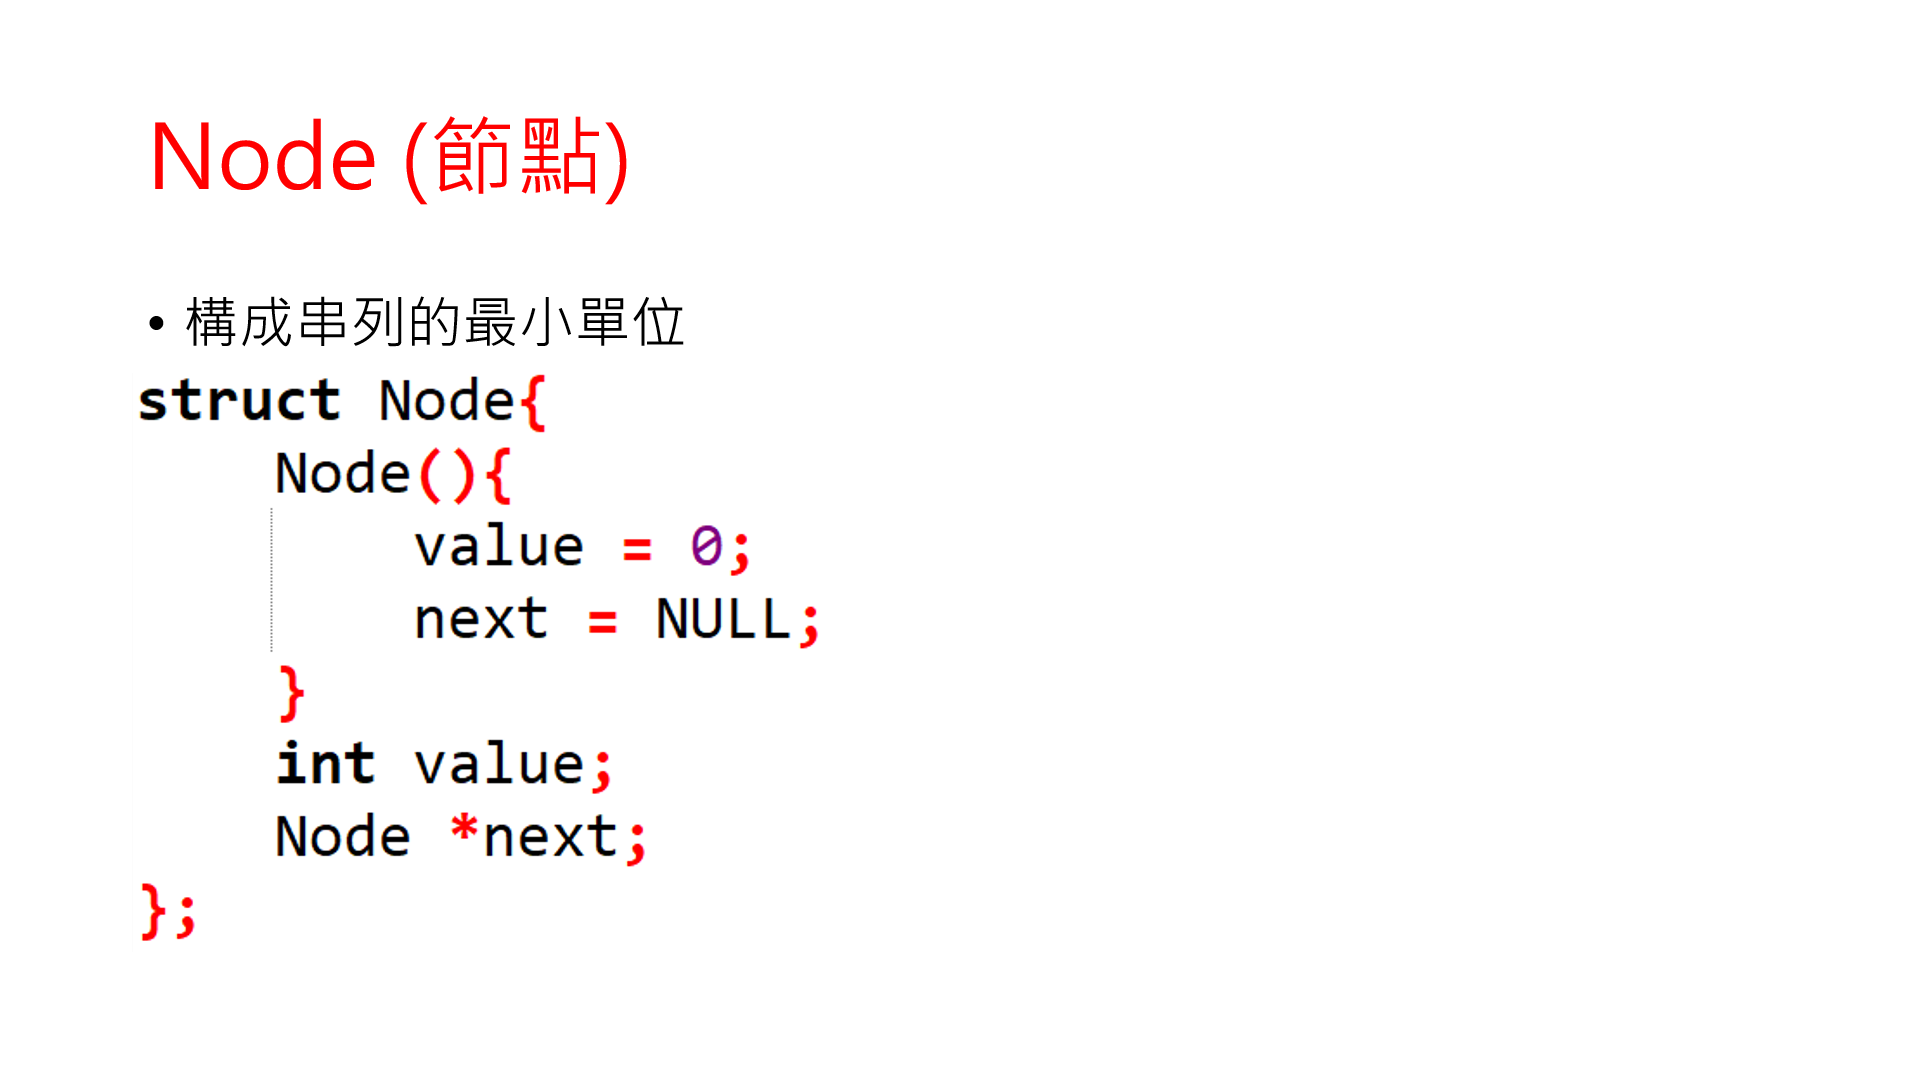 Node (節點)
• 構成串列的最小單位
struct Node{
    Node(){
        value = 0;
        next = NULL;
    }
    int value;
    Node *next;
};